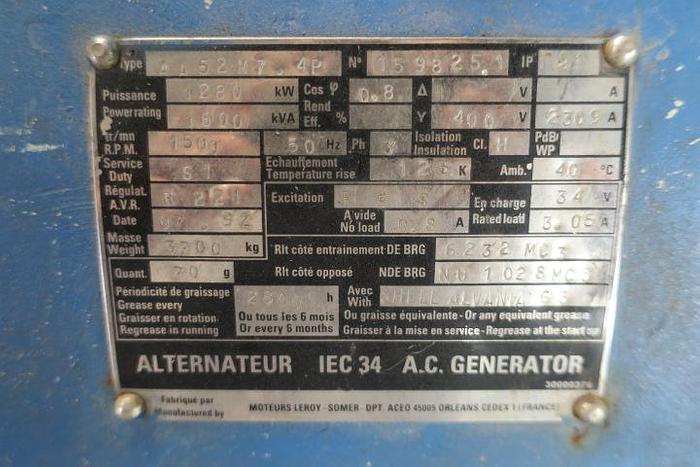 Type 4P N° 159825.1 IP
Puissance Power rating 1280 kW Cos φ 0.8 Δ V A
1600 kVA Rend Eff. % Y 400 V 2309 A
tr/mn R.P.M. 1500 50 Hz Ph 3 Isolation Insulation Cl. H PdB/ WP
Service Duty S1 Echauffement Temperature rise 125 K Amb. 40 °C
Régulat. A.V.R. R 221 Excitation En charge Rated load 34 V
Date 07.92 A vide No load 0.9 A 3.05 A
Masse Weight kg Rlt côté entrainement-DE BRG 6232 MC3
Quant. 70 g Rlt côté opposé NDE BRG NU 1028MC3
Périodicité de graissage
Grease every h Avec With SHELL ALVANIA G3
Graisser en rotation Ou tous les 6 mois Ou graisse équivalente - Or any equivalent grease
Regrease in running Or every 6 months Graisser à la mise en service - Regrease at the start up
ALTERNATEUR IEC 34 A.C. GENERATOR
Fabriqué par
Manufactured by MOTEURS LEROY - SOMER - DPT ACEO 45005 ORLEANS CEDEX 1 (FRANCE)